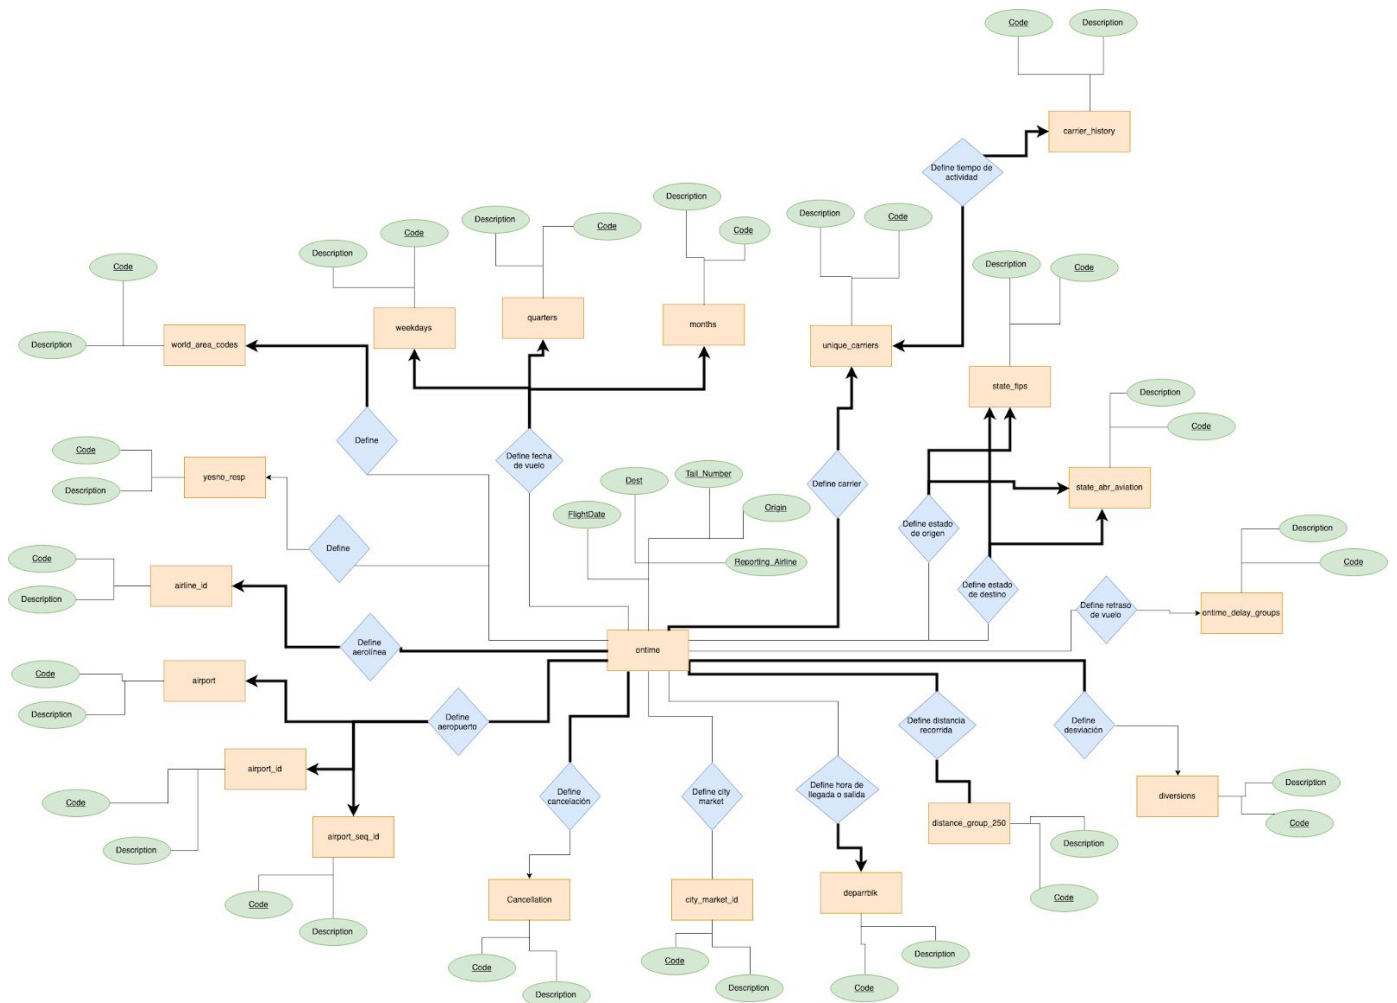 Code
Description
carrier_history
Define tiempo de
actividad
Description
Code
Description
Code
Description
Code
Description
Code
Description
Code
Description
Code
Code
Description
world_area_codes
weekdays
quarters
months
unique_carriers
state_fips
Description
Code
state_abr_aviation
Code
Description
yesno_resp
Define
Define fecha
de vuelo
Define carrier
Dest
Tail_Number
FlightDate
Origin
Reporting_Airline
Define estado
de origen
Define
Define estado
de destino
Description
Code
Code
Description
airline_id
Define retraso
de vuelo
ontime_delay_groups
Define
aerolínea
ontime
Code
Description
airport
Define
aeropuerto
Define distancia
recorrida
Define
desviación
airport_id
Code
Description
Define
cancelación
Define city
market
Define hora de
llegada o salida
diversions
Description
Code
airport_seq_id
distance_group_250
Description
Code
Code
Description
Cancellation
city_market_id
deparrblk
Code
Description
Code
Description
Description
Code